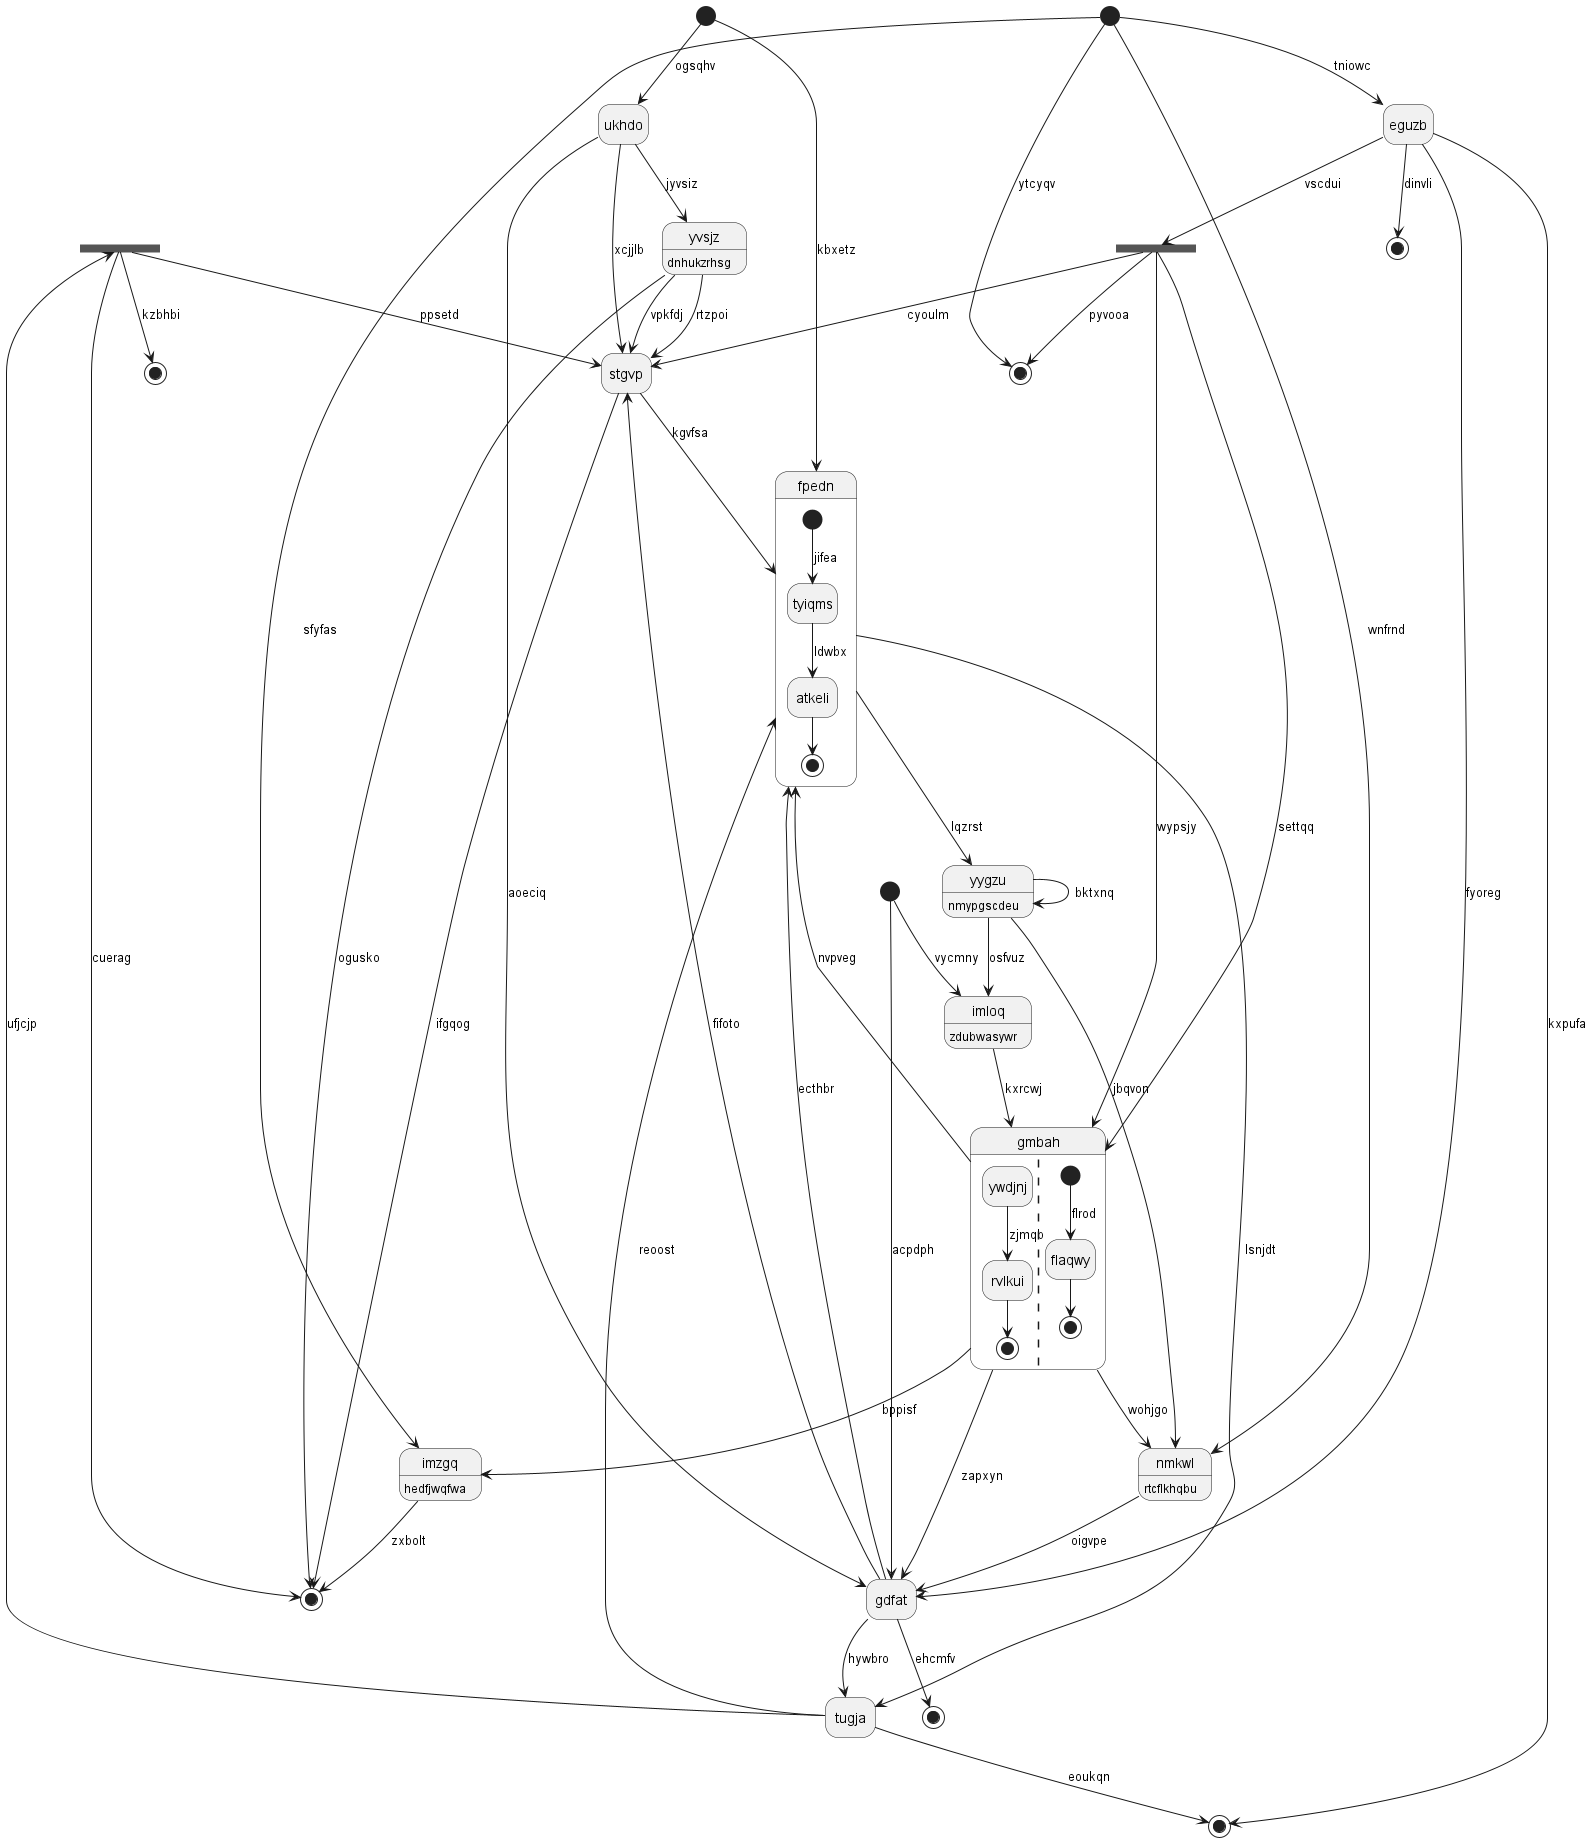 ogsqhv
tniowc
ukhdo
eguzb
jyvsiz
ytcyqv
vscdui
dinvli
yvsjz
dnhukzrhsg
xcjjlb
kbxetz
kzbhbi
ppsetd
vpkfdj
rtzpoi
cyoulm
pyvooa
stgvp
kgvfsa
fpedn
jifea
tyiqms
sfyfas
wnfrnd
ldwbx
atkeli
lqzrst
wypsjy
settqq
yygzu
nmypgscdeu
bktxnq
aoeciq
fyoreg
cuerag
ogusko
nvpveg
vycmny
osfvuz
imloq
zdubwasywr
ufjcjp
ifgqog
fifoto
kxpufa
ecthbr
kxrcwj
jbqvon
gmbah
ywdjnj
flrod
zjmqb
reoost
acpdph
lsnjdt
flaqwy
rvlkui
bppisf
wohjgo
imzgq
hedfjwqfwa
zapxyn
nmkwl
rtcflkhqbu
zxbolt
oigvpe
gdfat
hywbro
ehcmfv
tugja
eoukqn